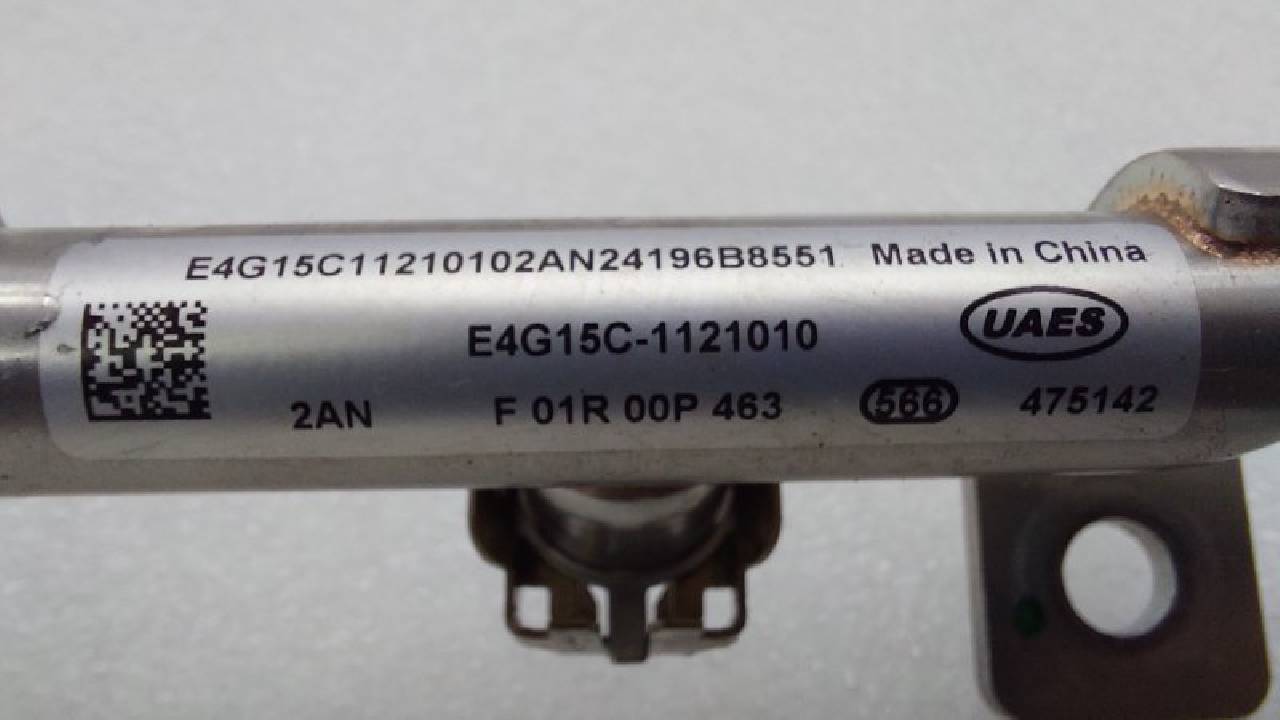 E4G15C11210102AN24196B8551 Made in China
E4G15C-1121010 UAES
2AN F 01R 00P 463 566 475142